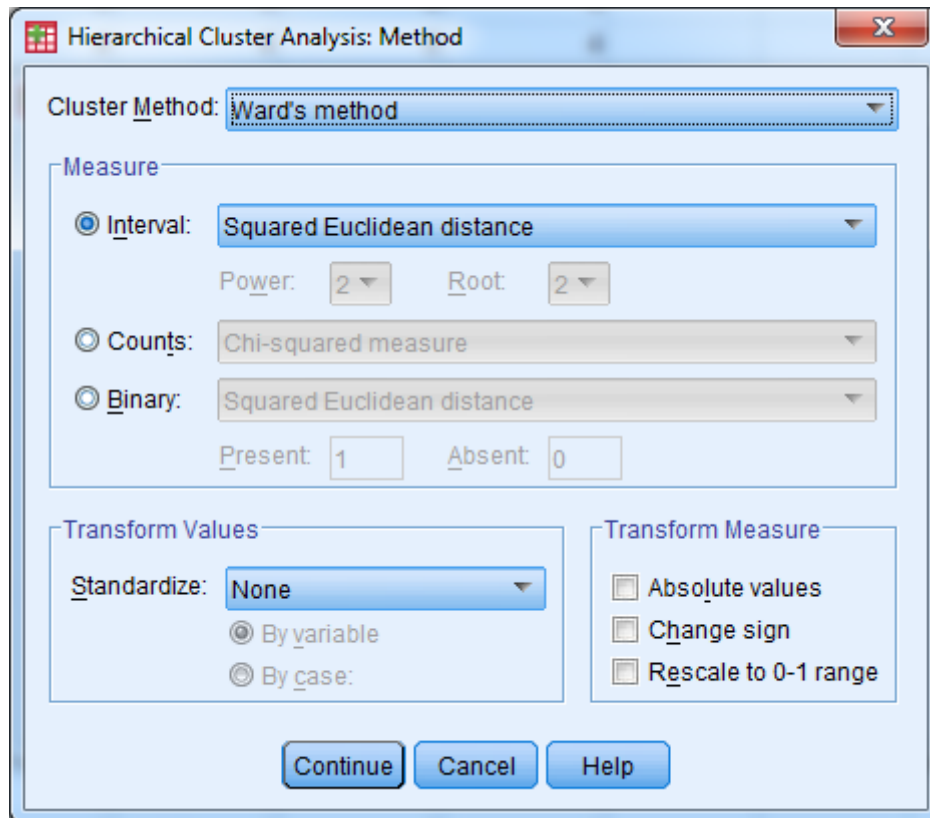 Hierarchical Cluster Analysis: Method
Cluster Method: Ward's method
Measure
Interval: Squared Euclidean distance
Power: 2 Root: 2
Counts: Chi-squared measure
Binary: Squared Euclidean distance
Present: 1 Absent: 0
Transform Values
Standardize: None
By variable
By case:
Transform Measure
Absolute values
Change sign
Rescale to 0-1 range
Continue Cancel Help